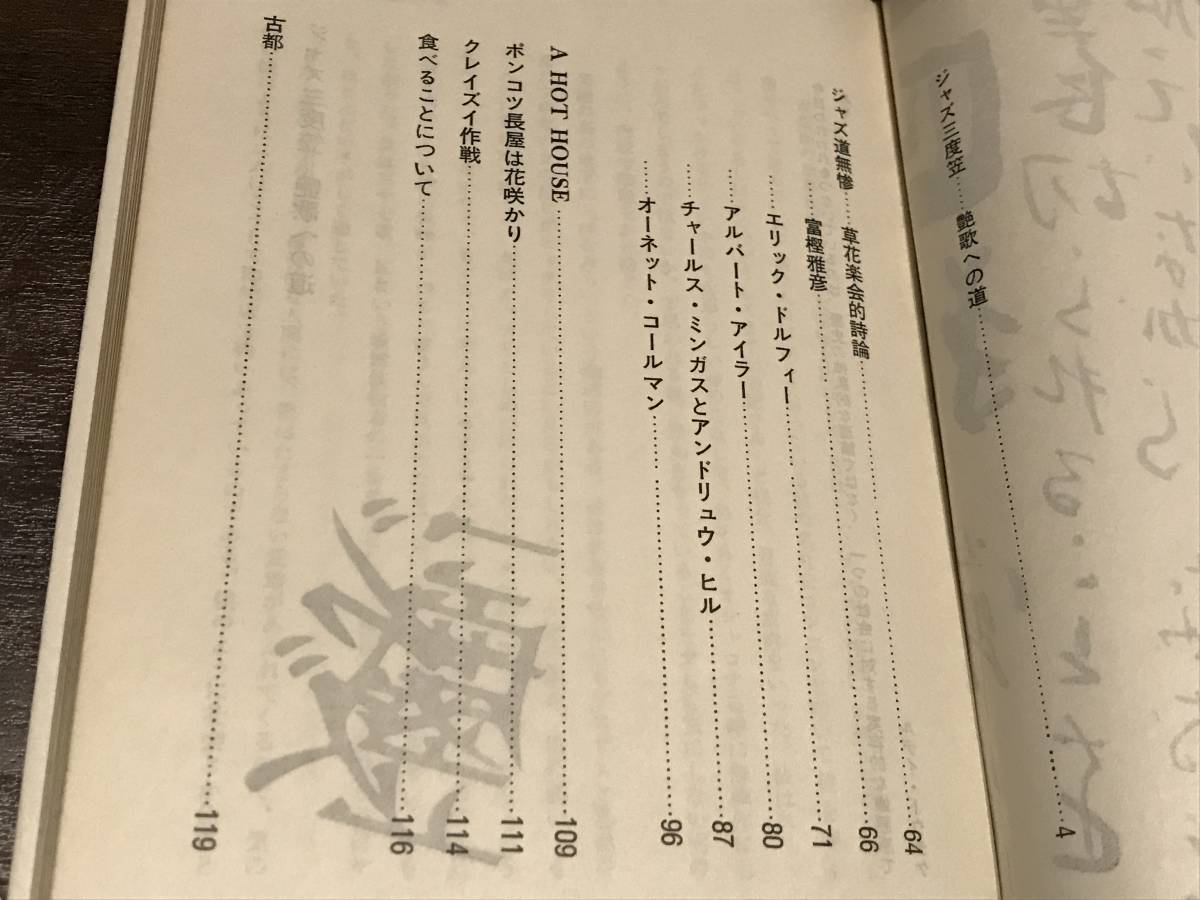 ジャズ三度笠……艶歌への道……4
ジャズ道無惨……草花楽会的詩論……64
……富樫雅彦……66
……エリック・ドルフィー……71
……アルバート・アイラー……80
……チャールス・ミンガスとアンドリュウ・ヒル……87
……オーネット・コールマン……96
A HOT HOUSE……109
ポンコツ長屋は花咲かり……111
クレイズイ作戦……114
食べることについて……116
古都……119